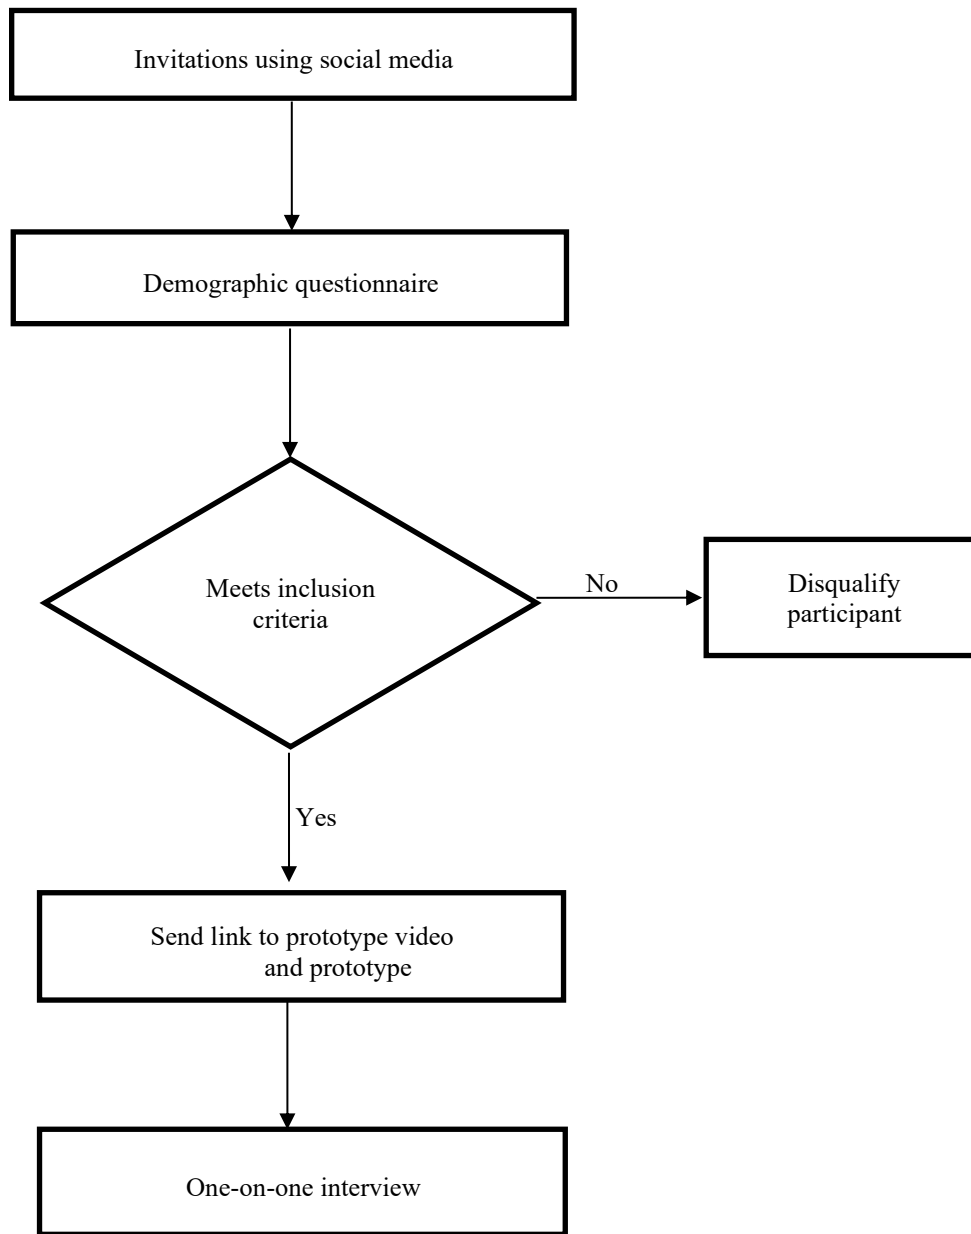 Invitations using social media
Demographic questionnaire
Meets inclusion
criteria
No
Disqualify
participant
Yes
Send link to prototype video
and prototype
One-on-one interview